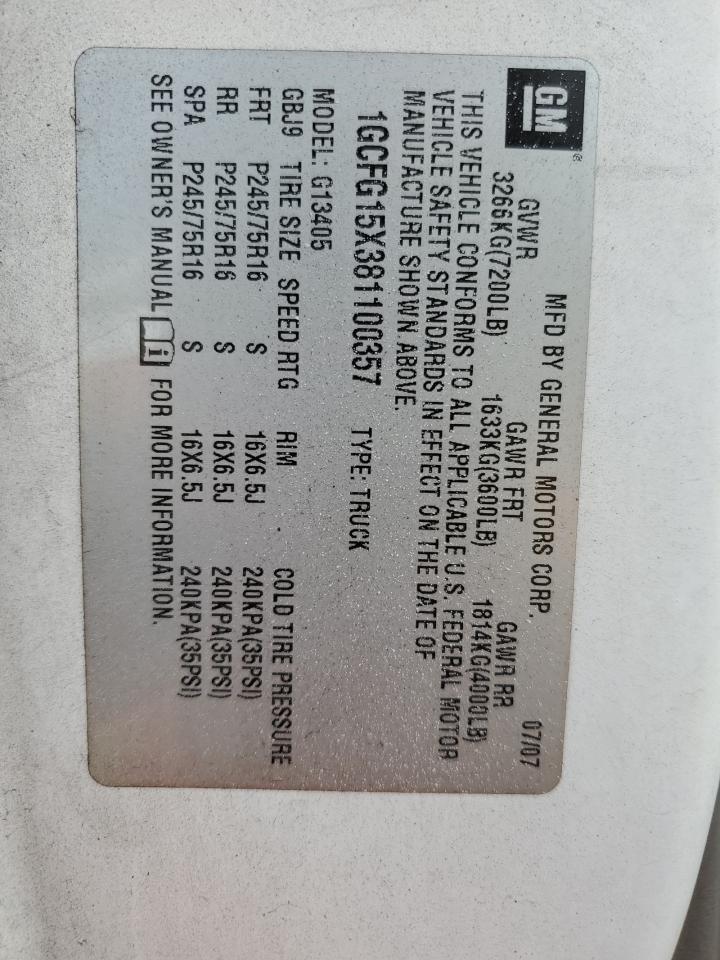 GM®
MFD BY GENERAL MOTORS CORP. 07/07
GVWR GAWR FRT GAWR RR
3266KG(7200LB) 1633KG(3600LB) 1814KG(4000LB)
THIS VEHICLE CONFORMS TO ALL APPLICABLE U.S. FEDERAL MOTOR
VEHICLE SAFETY STANDARDS IN EFFECT ON THE DATE OF
MANUFACTURE SHOWN ABOVE.
1GCFG15X381100357 TYPE: TRUCK
MODEL: G13405
GBJ9 TIRE SIZE SPEED RTG RIM COLD TIRE PRESSURE
FRT P245/75R16 S 16X6.5J 240KPA(35PSI)
RR P245/75R16 S 16X6.5J 240KPA(35PSI)
SPA P245/75R16 S 16X6.5J 240KPA(35PSI)
SEE OWNER'S MANUAL i FOR MORE INFORMATION.